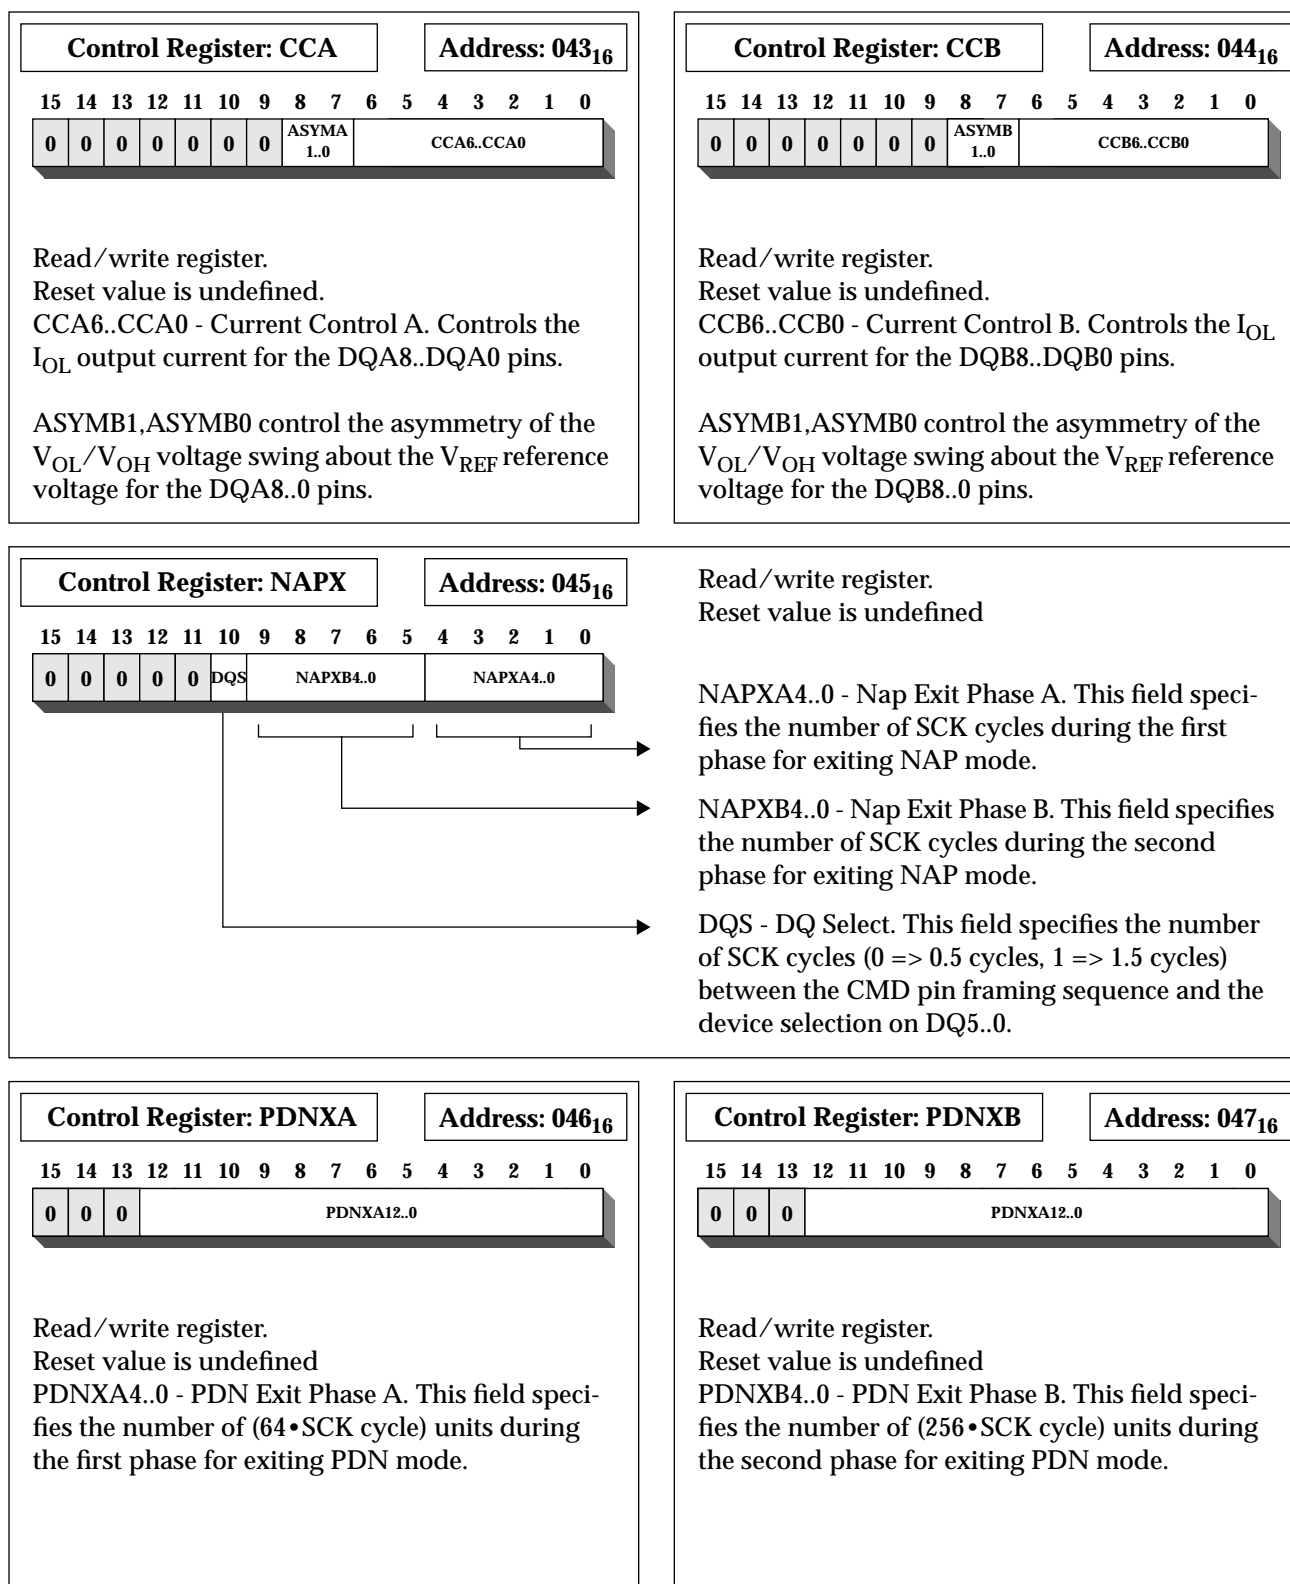 Control Register: CCA
Address: 043₁₆
15 14 13 12 11 10 9 8 7 6 5 4 3 2 1 0
0 0 0 0 0 0 0 ASYMA 1..0 CCA6..CCA0
Read/write register.
Reset value is undefined.
CCA6..CCA0 - Current Control A. Controls the
I_OL output current for the DQA8..DQA0 pins.
ASYMB1,ASYMB0 control the asymmetry of the
V_OL/V_OH voltage swing about the V_REF reference
voltage for the DQA8..0 pins.
Control Register: CCB
Address: 044₁₆
15 14 13 12 11 10 9 8 7 6 5 4 3 2 1 0
0 0 0 0 0 0 0 ASYMB 1..0 CCB6..CCB0
Read/write register.
Reset value is undefined.
CCB6..CCB0 - Current Control B. Controls the I_OL
output current for the DQB8..DQB0 pins.
ASYMB1,ASYMB0 control the asymmetry of the
V_OL/V_OH voltage swing about the V_REF reference
voltage for the DQB8..0 pins.
Control Register: NAPX
Address: 045₁₆
15 14 13 12 11 10 9 8 7 6 5 4 3 2 1 0
0 0 0 0 0 DQS NAPXB4..0 NAPXA4..0
Read/write register.
Reset value is undefined
NAPXA4..0 - Nap Exit Phase A. This field speci-
fies the number of SCK cycles during the first
phase for exiting NAP mode.
NAPXB4..0 - Nap Exit Phase B. This field specifies
the number of SCK cycles during the second
phase for exiting NAP mode.
DQS - DQ Select. This field specifies the number
of SCK cycles (0 => 0.5 cycles, 1 => 1.5 cycles)
between the CMD pin framing sequence and the
device selection on DQ5..0.
Control Register: PDNXA
Address: 046₁₆
15 14 13 12 11 10 9 8 7 6 5 4 3 2 1 0
0 0 0 PDNXA12..0
Read/write register.
Reset value is undefined
PDNXA4..0 - PDN Exit Phase A. This field speci-
fies the number of (64•SCK cycle) units during
the first phase for exiting PDN mode.
Control Register: PDNXB
Address: 047₁₆
15 14 13 12 11 10 9 8 7 6 5 4 3 2 1 0
0 0 0 PDNXA12..0
Read/write register.
Reset value is undefined
PDNXB4..0 - PDN Exit Phase B. This field speci-
fies the number of (256•SCK cycle) units during
the second phase for exiting PDN mode.